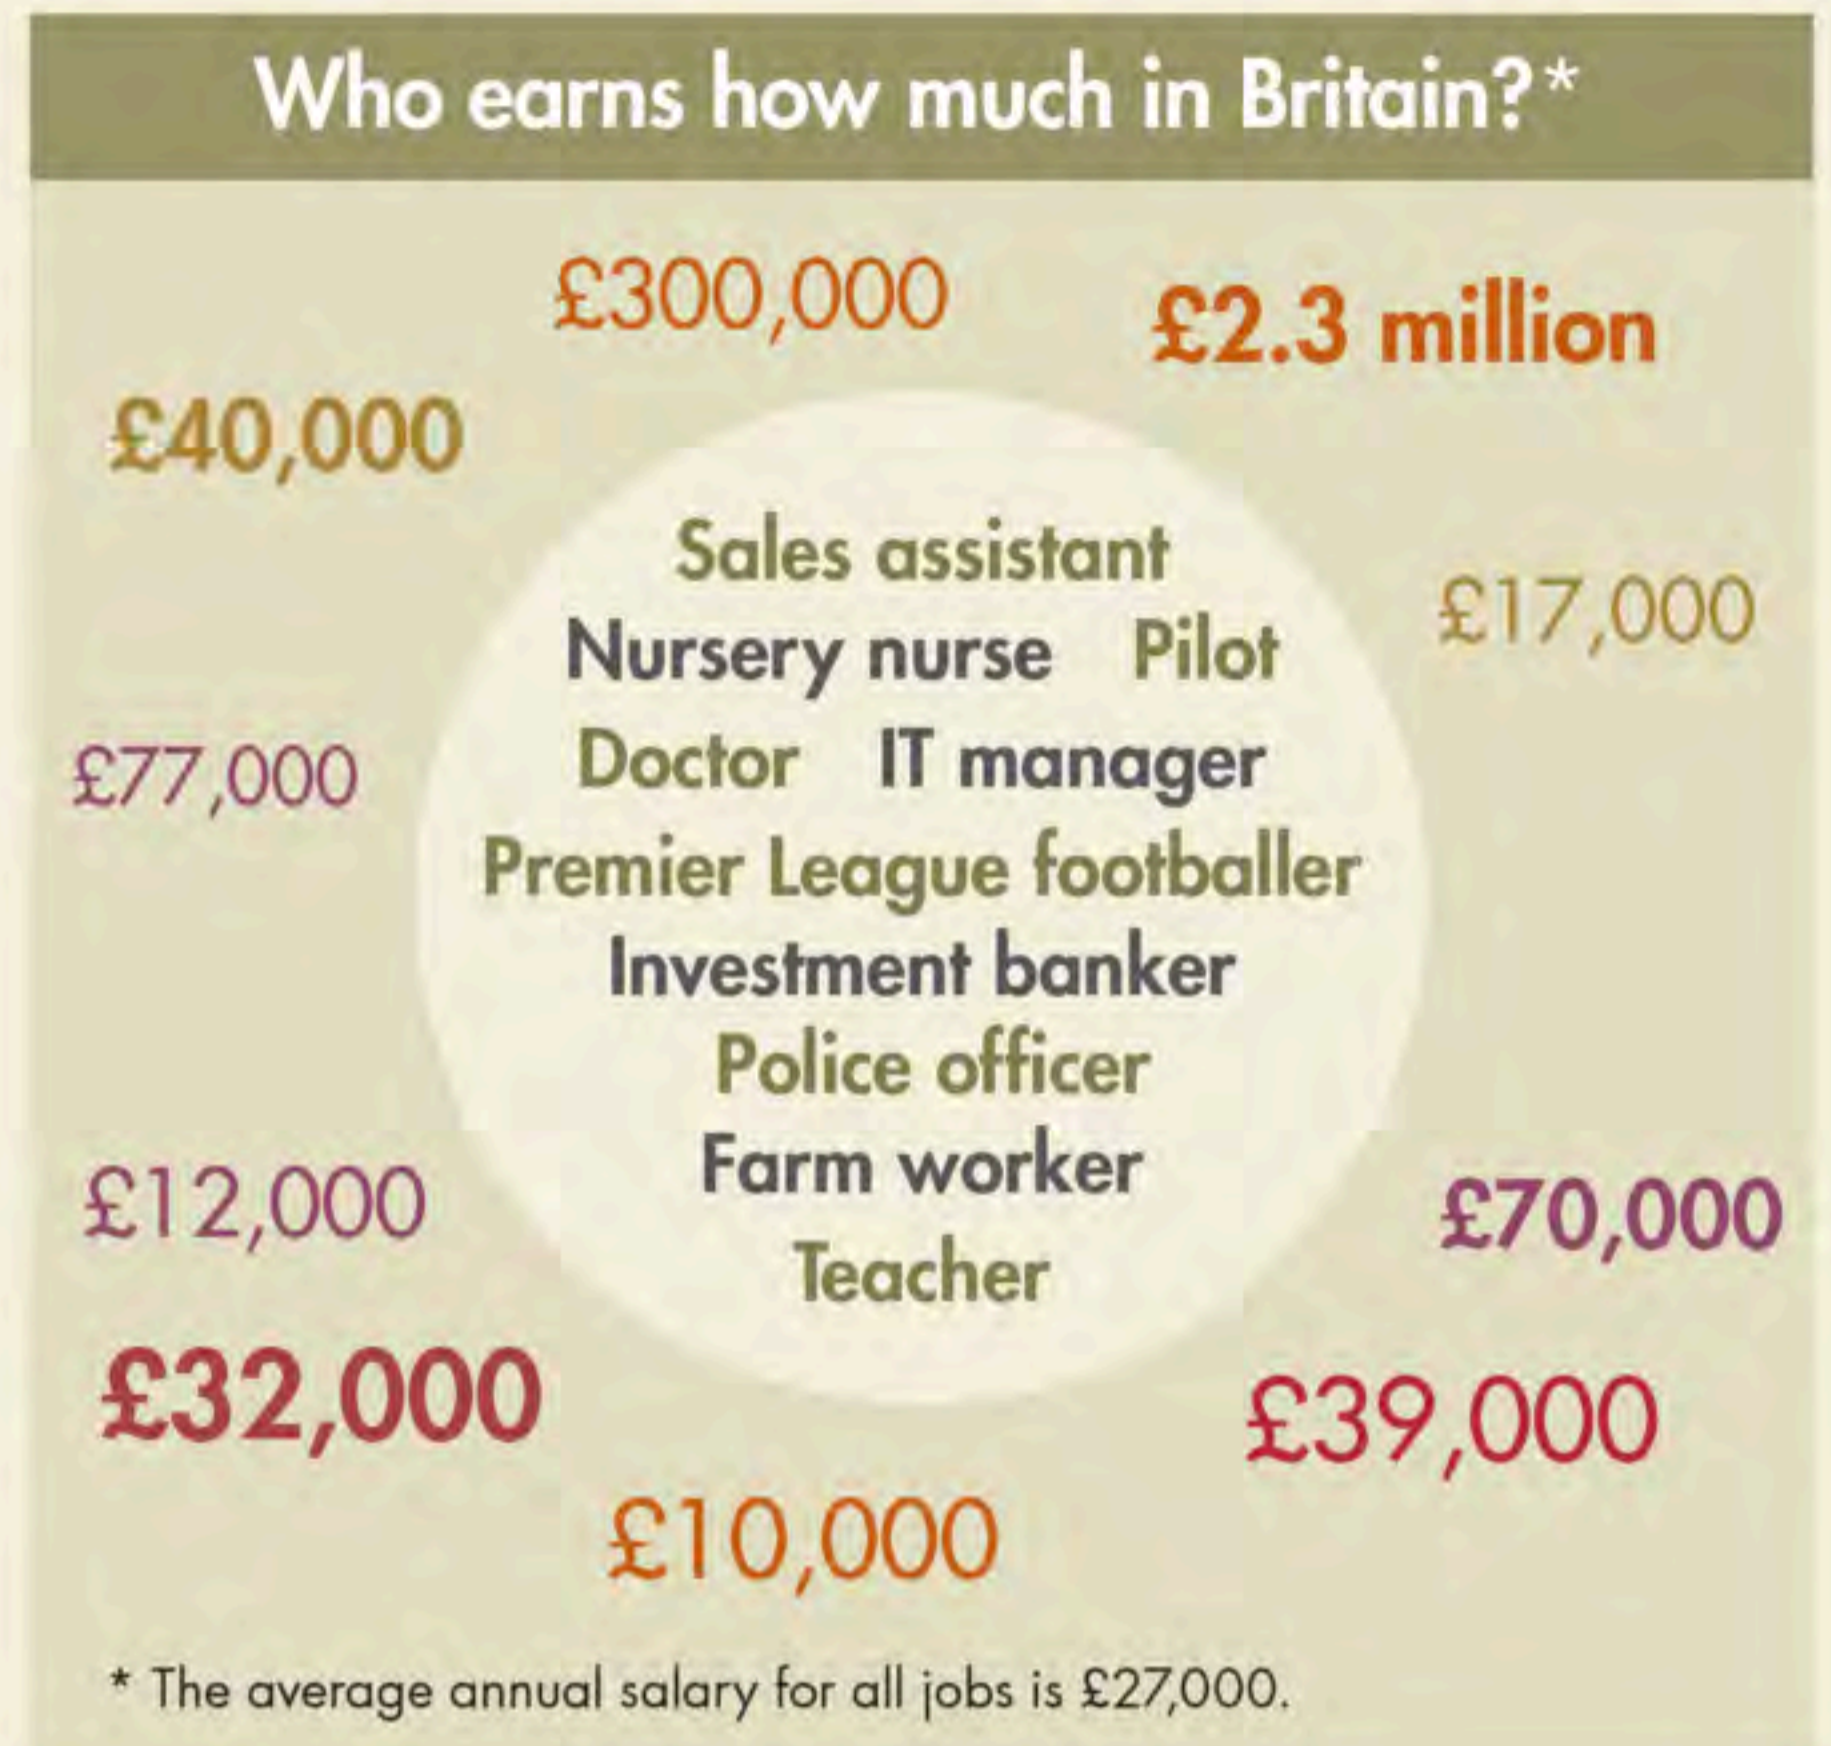 Who earns how much in Britain?*
£300,000
£2.3 million
£40,000
Sales assistant
£17,000
Nursery nurse Pilot
£77,000
Doctor IT manager
Premier League footballer
Investment banker
Police officer
Farm worker
£12,000
£70,000
Teacher
£32,000
£39,000
£10,000
* The average annual salary for all jobs is £27,000.